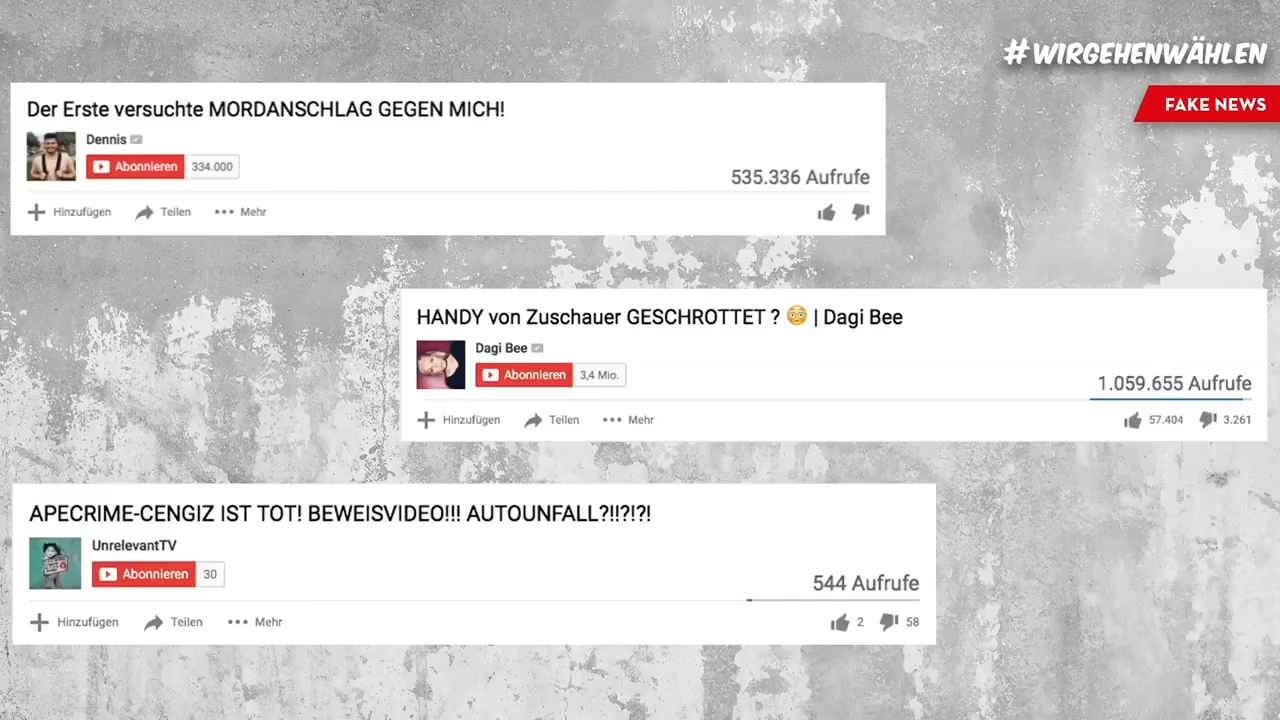 #WIRGEHENWÄHLEN
FAKE NEWS
Der Erste versuchte MORDANSCHLAG GEGEN MICH!
Dennis
Abonnieren 334.000
535.336 Aufrufe
Hinzufügen Teilen Mehr
HANDY von Zuschauer GESCHROTTET ? 😳 | Dagi Bee
Dagi Bee
Abonnieren 3,4 Mio.
1.059.655 Aufrufe
Hinzufügen Teilen Mehr 57.404 3.261
APECRIME-CENGIZ IST TOT! BEWEISVIDEO!!! AUTOUNFALL?!!?!?!
UnrelevantTV
Abonnieren 30
544 Aufrufe
Hinzufügen Teilen Mehr 2 58